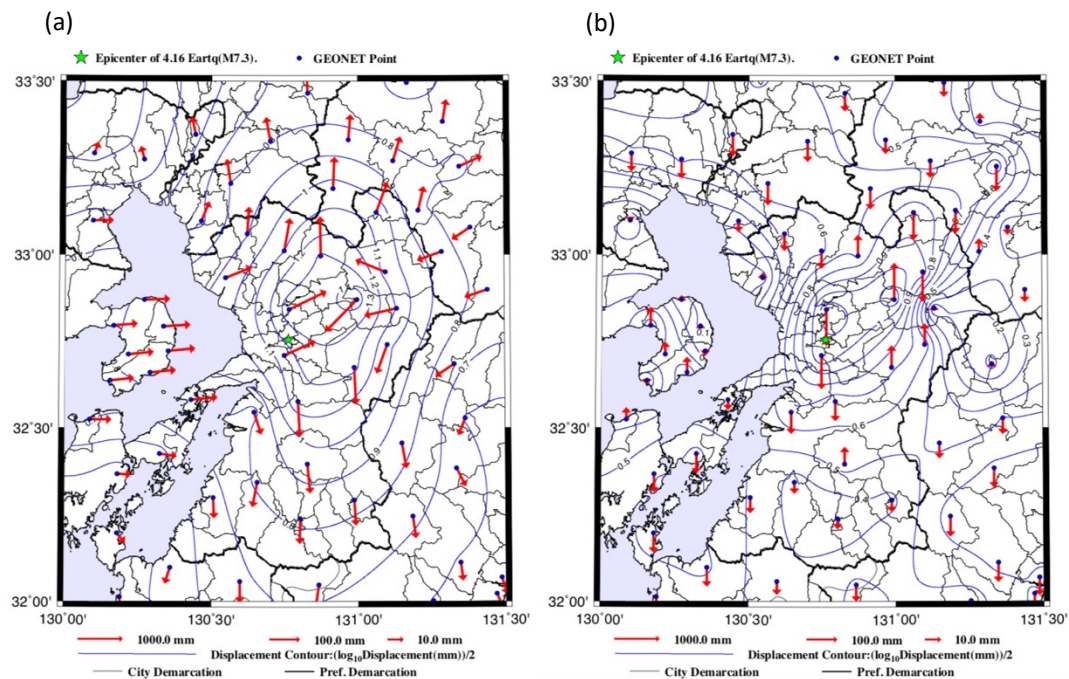 (a)
(b)
Epicenter of 4.16 Eartq(M7.3). GEONET Point
Epicenter of 4.16 Eartq(M7.3). GEONET Point
33°30'
33°00'
32°30'
32°00'
130°00' 130°30' 131°00' 131°30'
33°30'
33°00'
32°30'
32°00'
130°00' 130°30' 131°00' 131°30'
1000.0 mm 100.0 mm 10.0 mm
Displacement Contour:(log10Displacement(mm))/2
City Demarcation Pref. Demarcation
1000.0 mm 100.0 mm 10.0 mm
Displacement Contour:(log10Displacement(mm))/2
City Demarcation Pref. Demarcation